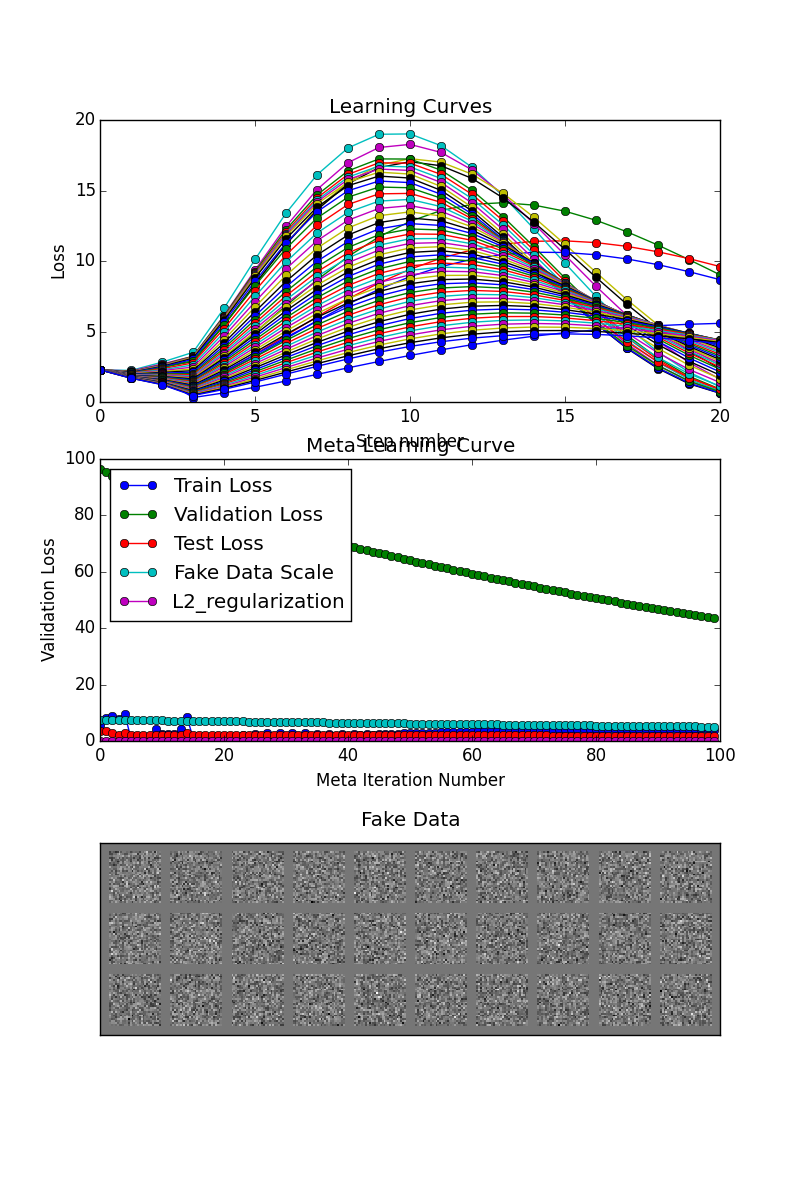 Learning Curves
20
15
10
5
0
Loss
0 5 10 15 20
Step number
Meta Learning Curve
100
80
60
40
20
0
Validation Loss
Train Loss
Validation Loss
Test Loss
Fake Data Scale
L2_regularization
0 20 40 60 80 100
Meta Iteration Number
Fake Data